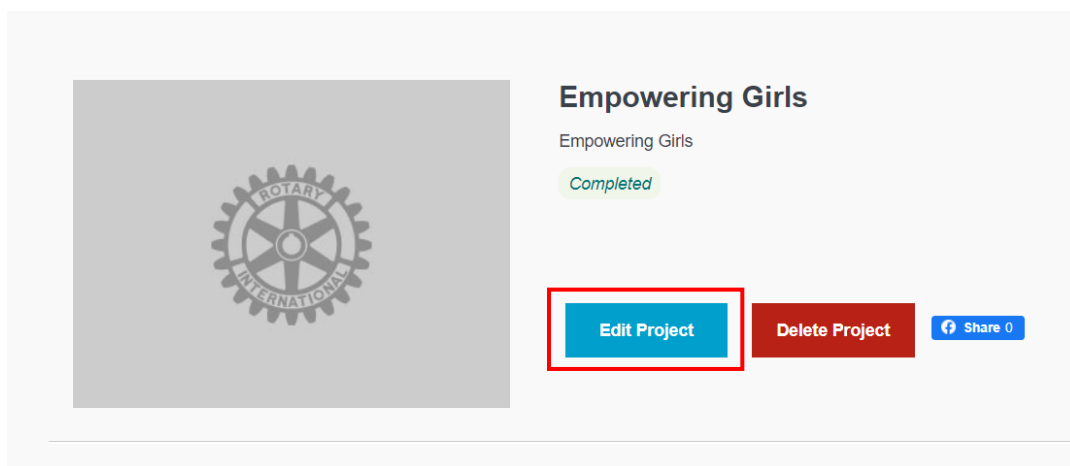 ROTARY
INTERNATIONAL
Empowering Girls
Empowering Girls
Completed
Edit Project
Delete Project
Share 0